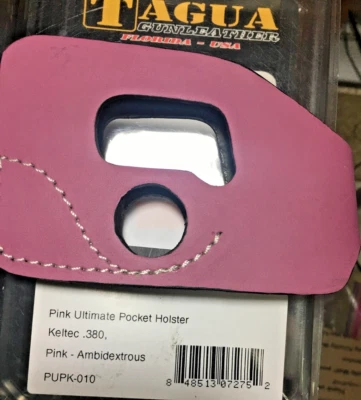 TAGUA
GUNLEATHER
FLORIDA - USA
Pink Ultimate Pocket Holster
Keltec .380,
Pink - Ambidextrous
PUPK-010
8 48513 07275 2